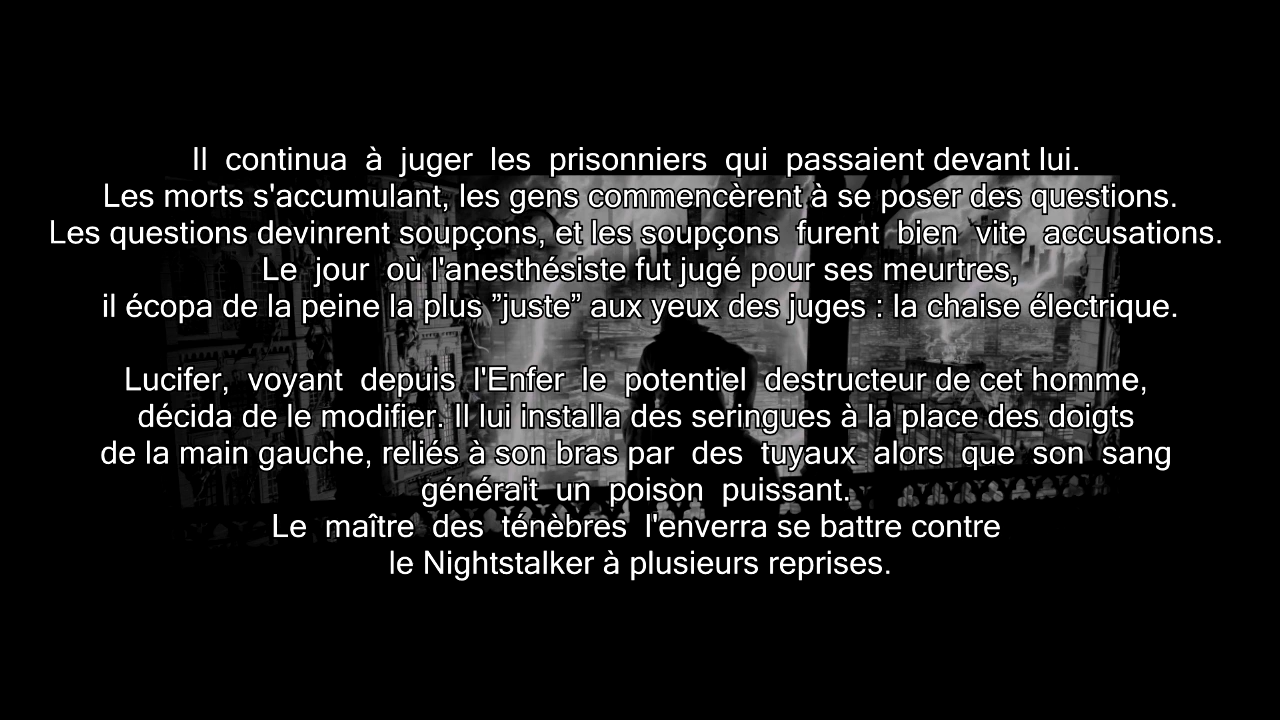 Il continua à juger les prisonniers qui passaient devant lui.
Les morts s'accumulant, les gens commencèrent à se poser des questions.
Les questions devinrent soupçons, et les soupçons furent bien vite accusations.
Le jour où l'anesthésiste fut jugé pour ses meurtres,
il écopa de la peine la plus ”juste” aux yeux des juges : la chaise électrique.
Lucifer, voyant depuis l'Enfer le potentiel destructeur de cet homme,
décida de le modifier. Il lui installa des seringues à la place des doigts
de la main gauche, reliés à son bras par des tuyaux alors que son sang
générait un poison puissant.
Le maître des ténèbres l'enverra se battre contre
le Nightstalker à plusieurs reprises.